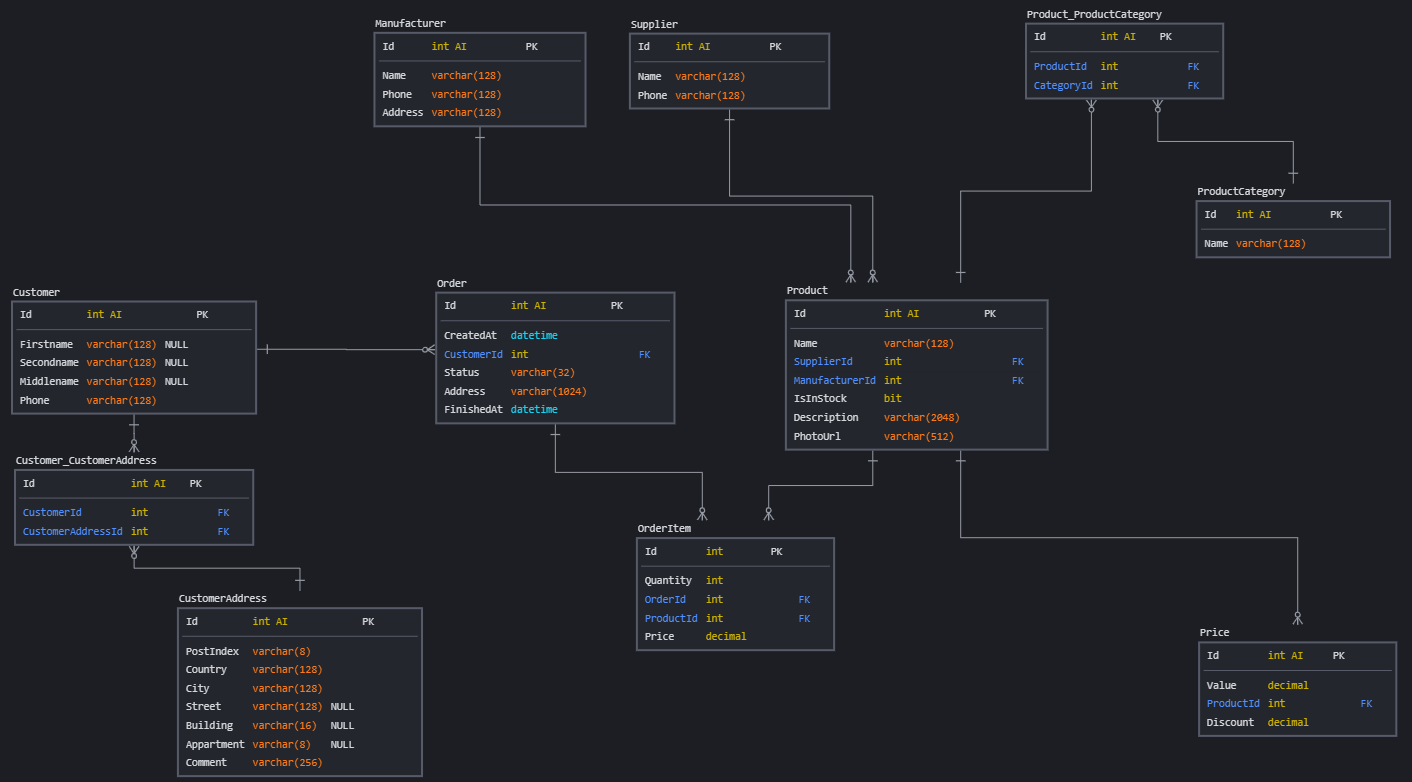 Manufacturer
Id int AI PK
Name varchar(128)
Phone varchar(128)
Address varchar(128)
Supplier
Id int AI PK
Name varchar(128)
Phone varchar(128)
Product_ProductCategory
Id int AI PK
ProductId int FK
CategoryId int FK
ProductCategory
Id int AI PK
Name varchar(128)
Customer
Id int AI PK
Firstname varchar(128) NULL
Secondname varchar(128) NULL
Middlename varchar(128) NULL
Phone varchar(128)
Order
Id int AI PK
CreatedAt datetime
CustomerId int FK
Status varchar(32)
Address varchar(1024)
FinishedAt datetime
Product
Id int AI PK
Name varchar(128)
SupplierId int FK
ManufacturerId int FK
IsInStock bit
Description varchar(2048)
PhotoUrl varchar(512)
Customer_CustomerAddress
Id int AI PK
CustomerId int FK
CustomerAddressId int FK
CustomerAddress
Id int AI PK
PostIndex varchar(8)
Country varchar(128)
City varchar(128)
Street varchar(128) NULL
Building varchar(16) NULL
Appartment varchar(8) NULL
Comment varchar(256)
OrderItem
Id int PK
Quantity int
OrderId int FK
ProductId int FK
Price decimal
Price
Id int AI PK
Value decimal
ProductId int FK
Discount decimal